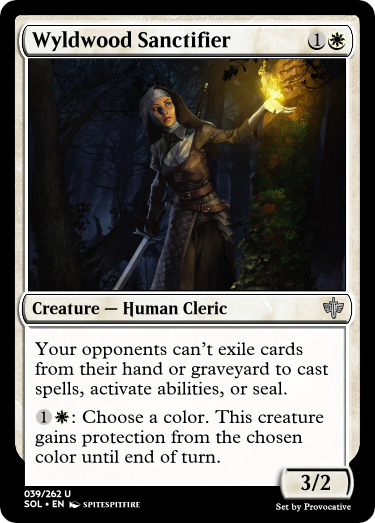 Wyldwood Sanctifier 1
Creature — Human Cleric
Your opponents can't exile cards
from their hand or graveyard to cast
spells, activate abilities, or seal.
1 : Choose a color. This creature
gains protection from the chosen
color until end of turn.
3/2
039/262 U
SOL • EN SPITESPITFIRE
Set by Provocative